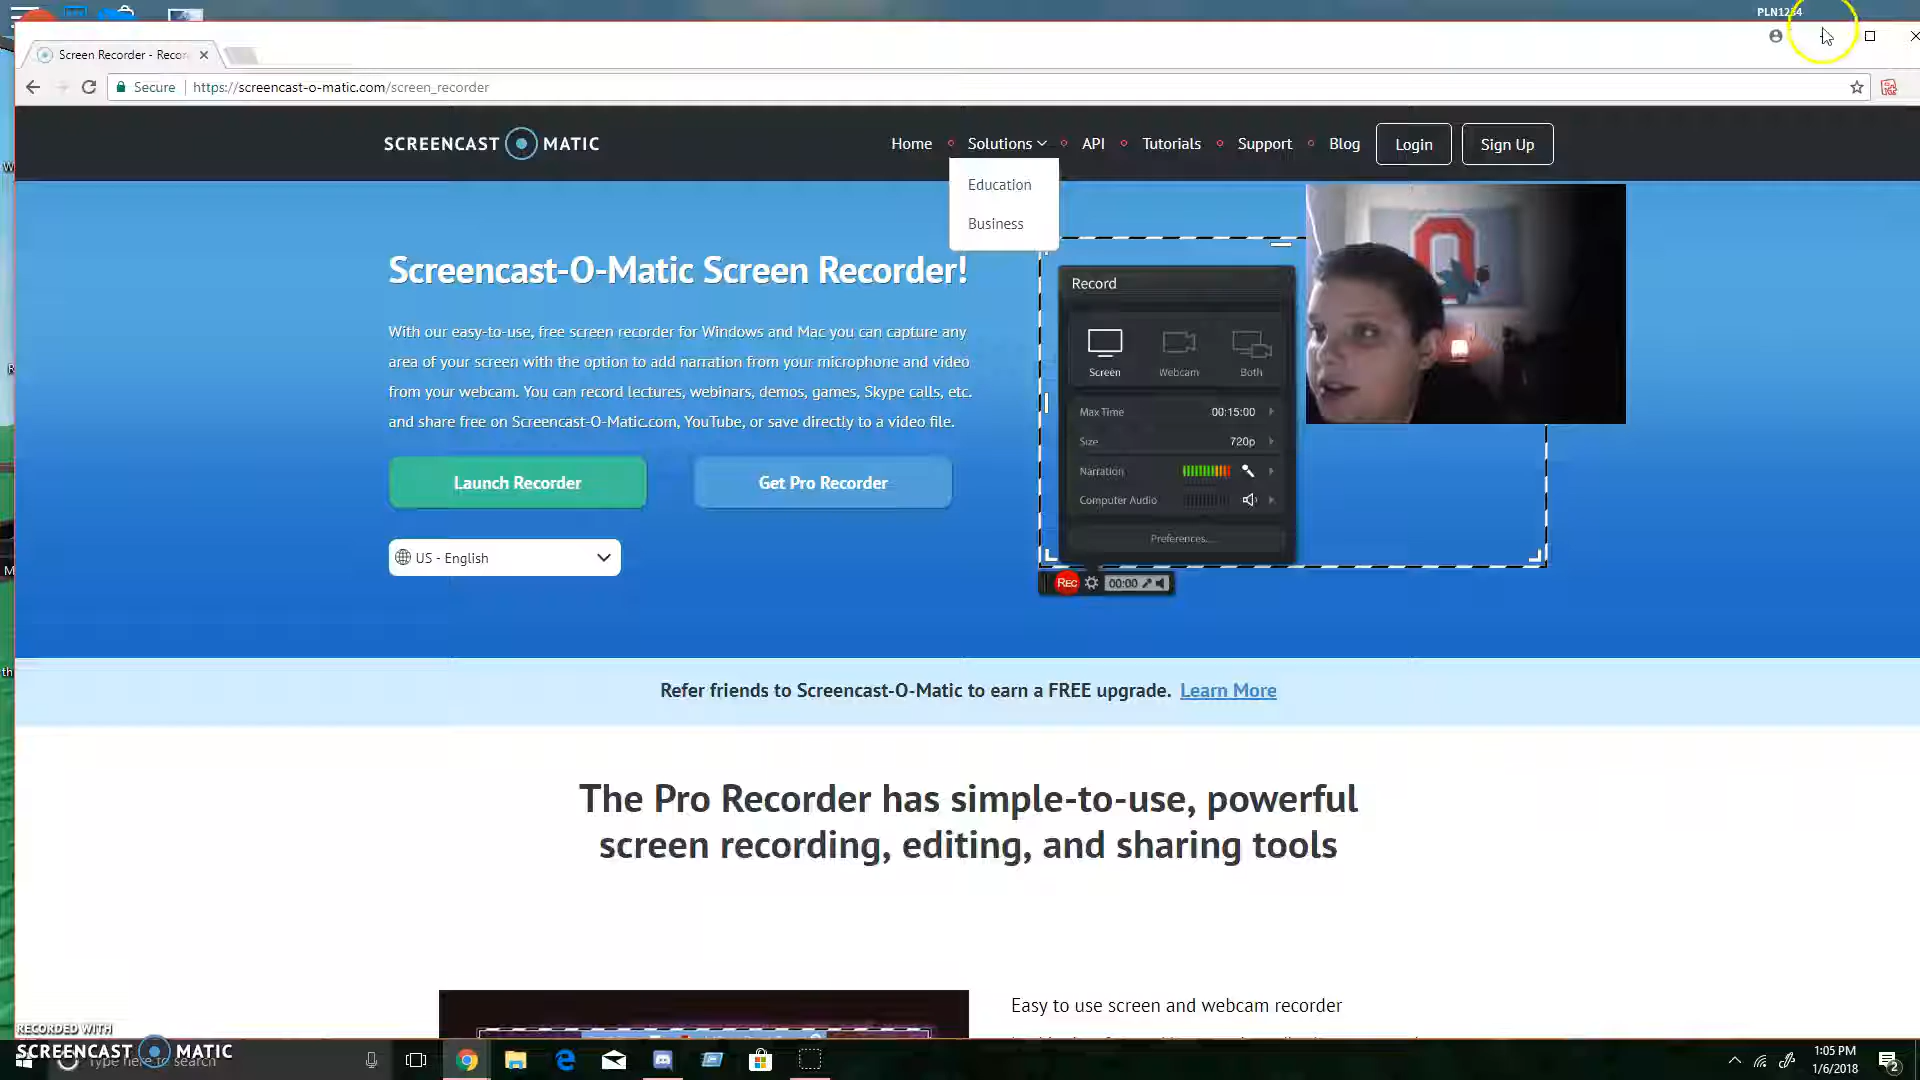 PLN1234
Screen Recorder - Recor
Secure
https://screencast-o-matic.com/screen_recorder
SCREENCAST MATIC
Home
Solutions
API
Tutorials
Support
Blog
Login
Sign Up
Education
Business
Screencast-O-Matic Screen Recorder!
With our easy-to-use, free screen recorder for Windows and Mac you can capture any
area of your screen with the option to add narration from your microphone and video
from your webcam. You can record lectures, webinars, demos, games, Skype calls, etc.
and share free on Screencast-O-Matic.com, YouTube, or save directly to a video file.
Launch Recorder
Get Pro Recorder
US - English
Record
Screen
Webcam
Both
Max Time 00:15:00
Size 720p
Narration
Computer Audio
Preferences...
Rec
00:00
Refer friends to Screencast-O-Matic to earn a FREE upgrade. Learn More
The Pro Recorder has simple-to-use, powerful
screen recording, editing, and sharing tools
Easy to use screen and webcam recorder
RECORDED WITH
SCREENCAST MATIC
Type here to search
1:05 PM
1/6/2018
2